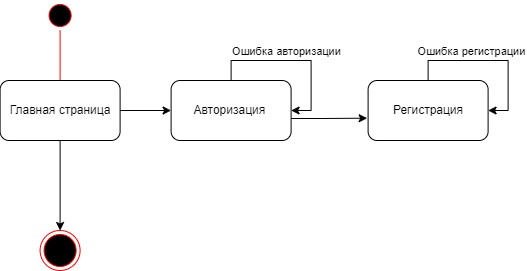 Ошибка авторизации
Ошибка регистрации
Главная страница
Авторизация
Регистрация